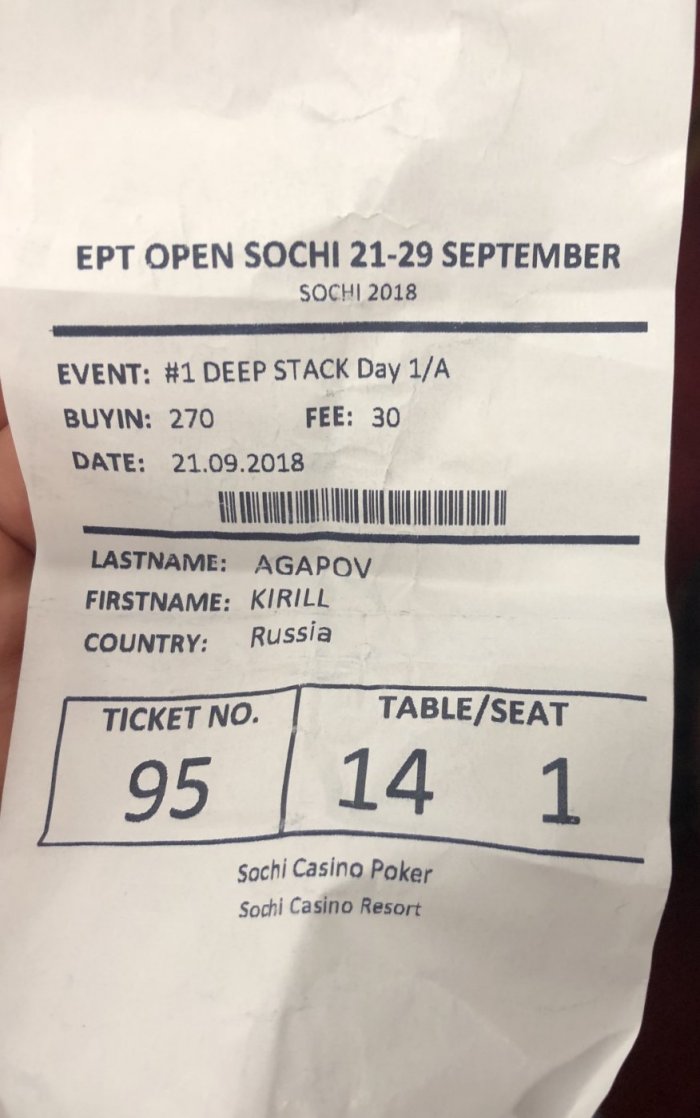 EPT OPEN SOCHI 21-29 SEPTEMBER
SOCHI 2018
EVENT: #1 DEEP STACK Day 1/A
BUYIN: 270 FEE: 30
DATE: 21.09.2018
LASTNAME: AGAPOV
FIRSTNAME: KIRILL
COUNTRY: Russia
TICKET NO. TABLE/SEAT
95 14 1
Sochi Casino Poker
Sochi Casino Resort